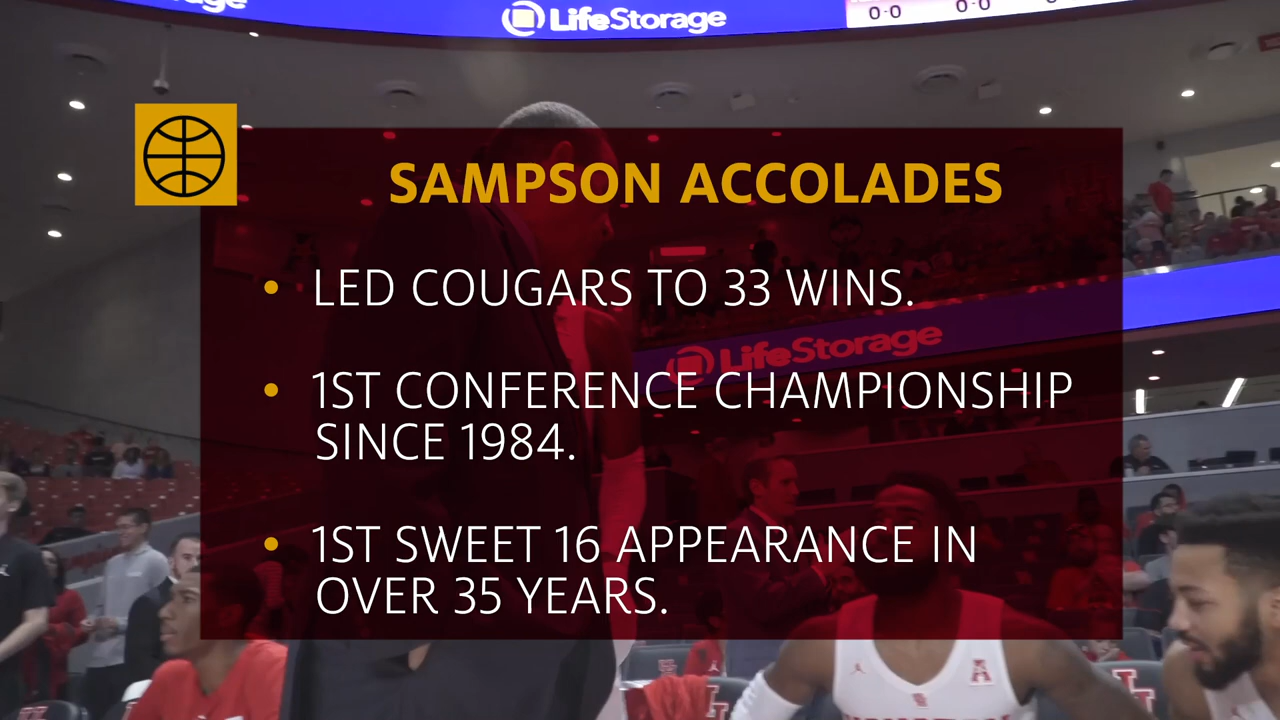 Storage
LifeStorage
0-0 0-0
SAMPSON ACCOLADES
• LED COUGARS TO 33 WINS.
LifeStorage
• 1ST CONFERENCE CHAMPIONSHIP
SINCE 1984.
• 1ST SWEET 16 APPEARANCE IN
OVER 35 YEARS.